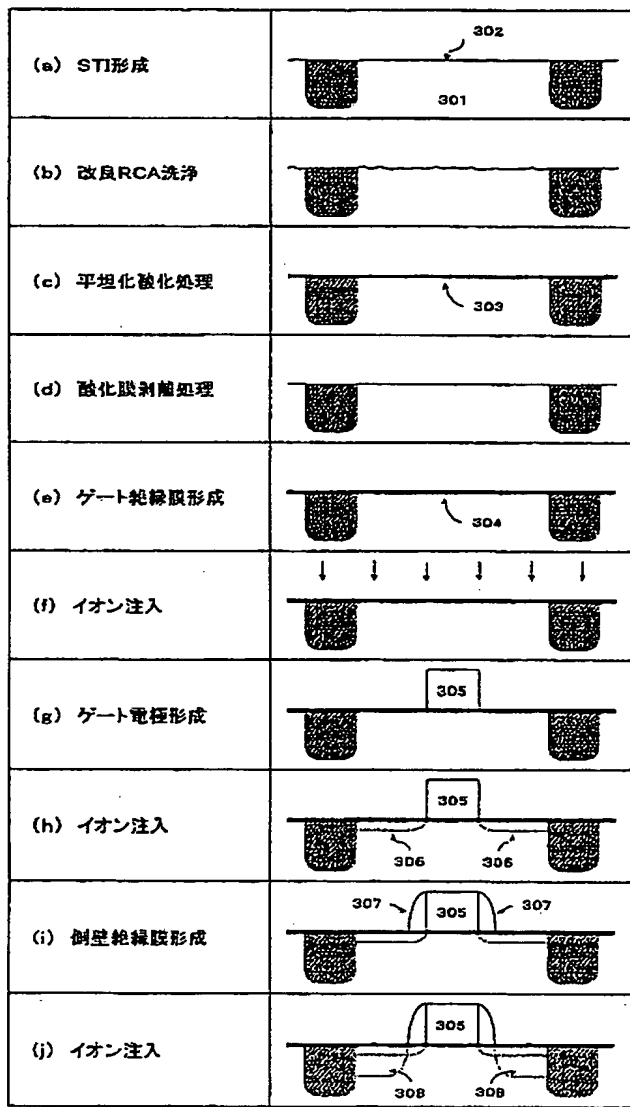 302
(a) STI形成
301
(b) 改良RCA洗浄
(c) 平坦化酸化処理
303
(d) 酸化膜剥離処理
(e) ゲート絶縁膜形成
304
(f) イオン注入
305
(g) ゲート電極形成
305
(h) イオン注入
306 306
307 305 307
(i) 側壁絶縁膜形成
305
(j) イオン注入
308 308